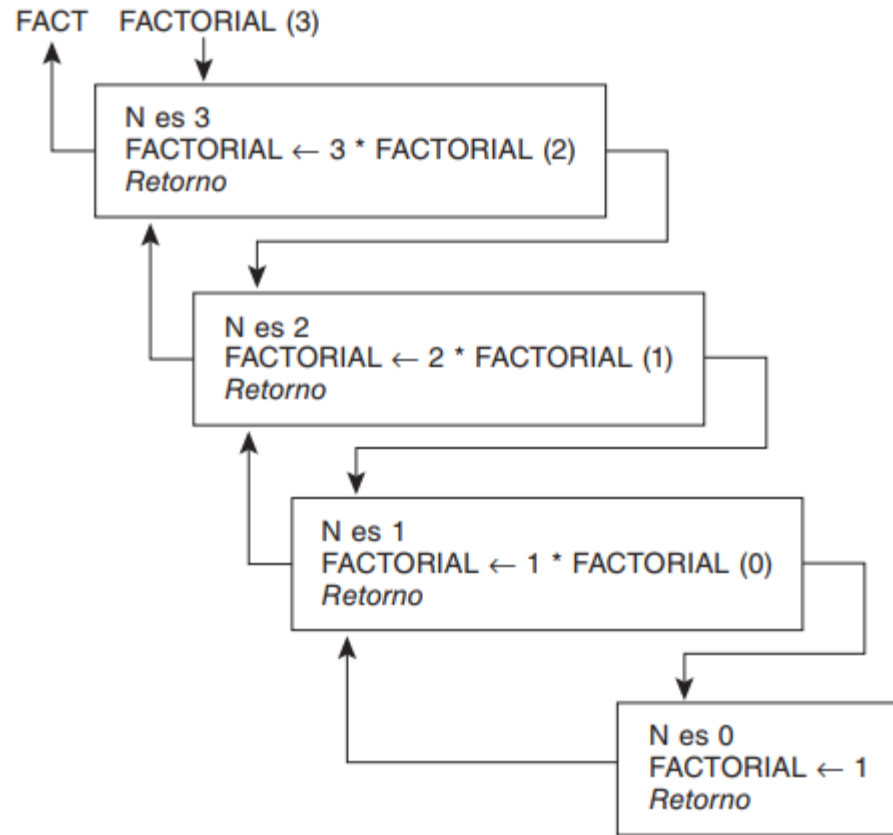 FACT FACTORIAL (3)
N es 3
FACTORIAL ← 3 * FACTORIAL (2)
Retorno
N es 2
FACTORIAL ← 2 * FACTORIAL (1)
Retorno
N es 1
FACTORIAL ← 1 * FACTORIAL (0)
Retorno
N es 0
FACTORIAL ← 1
Retorno